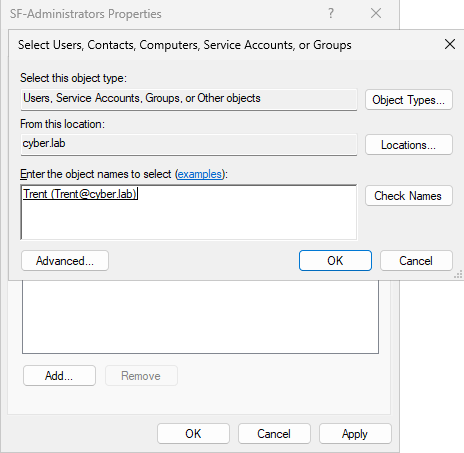 SF-Administrators Properties
?
Select Users, Contacts, Computers, Service Accounts, or Groups
Select this object type:
Users, Service Accounts, Groups, or Other objects
Object Types...
From this location:
cyber.lab
Locations...
Enter the object names to select (examples):
Trent (Trent@cyber.lab)
Check Names
Advanced...
OK
Cancel
Add...
Remove
OK
Cancel
Apply